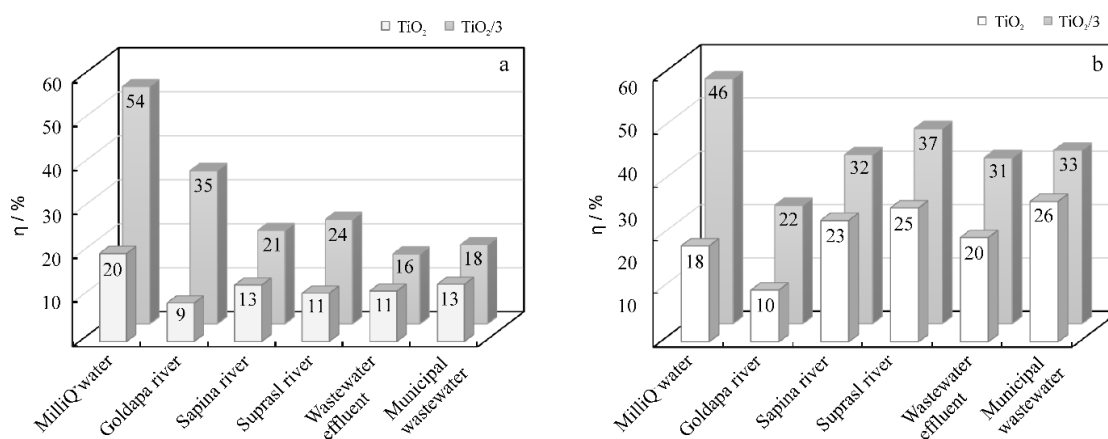 TiO₂ TiO₂/3
a
η / %
60
50
40
30
20
10
54
35
21
24
16
18
20
9
13
11
11
13
MilliQ-water
Goldapa river
Sapina river
Suprasl river
Wastewater
effluent
Municipal
wastewater
TiO₂ TiO₂/3
b
η / %
60
50
40
30
20
10
46
22
32
37
31
33
18
10
23
25
20
26
MilliQ-water
Goldapa river
Sapina river
Suprasl river
Wastewater
effluent
Municipal
wastewater